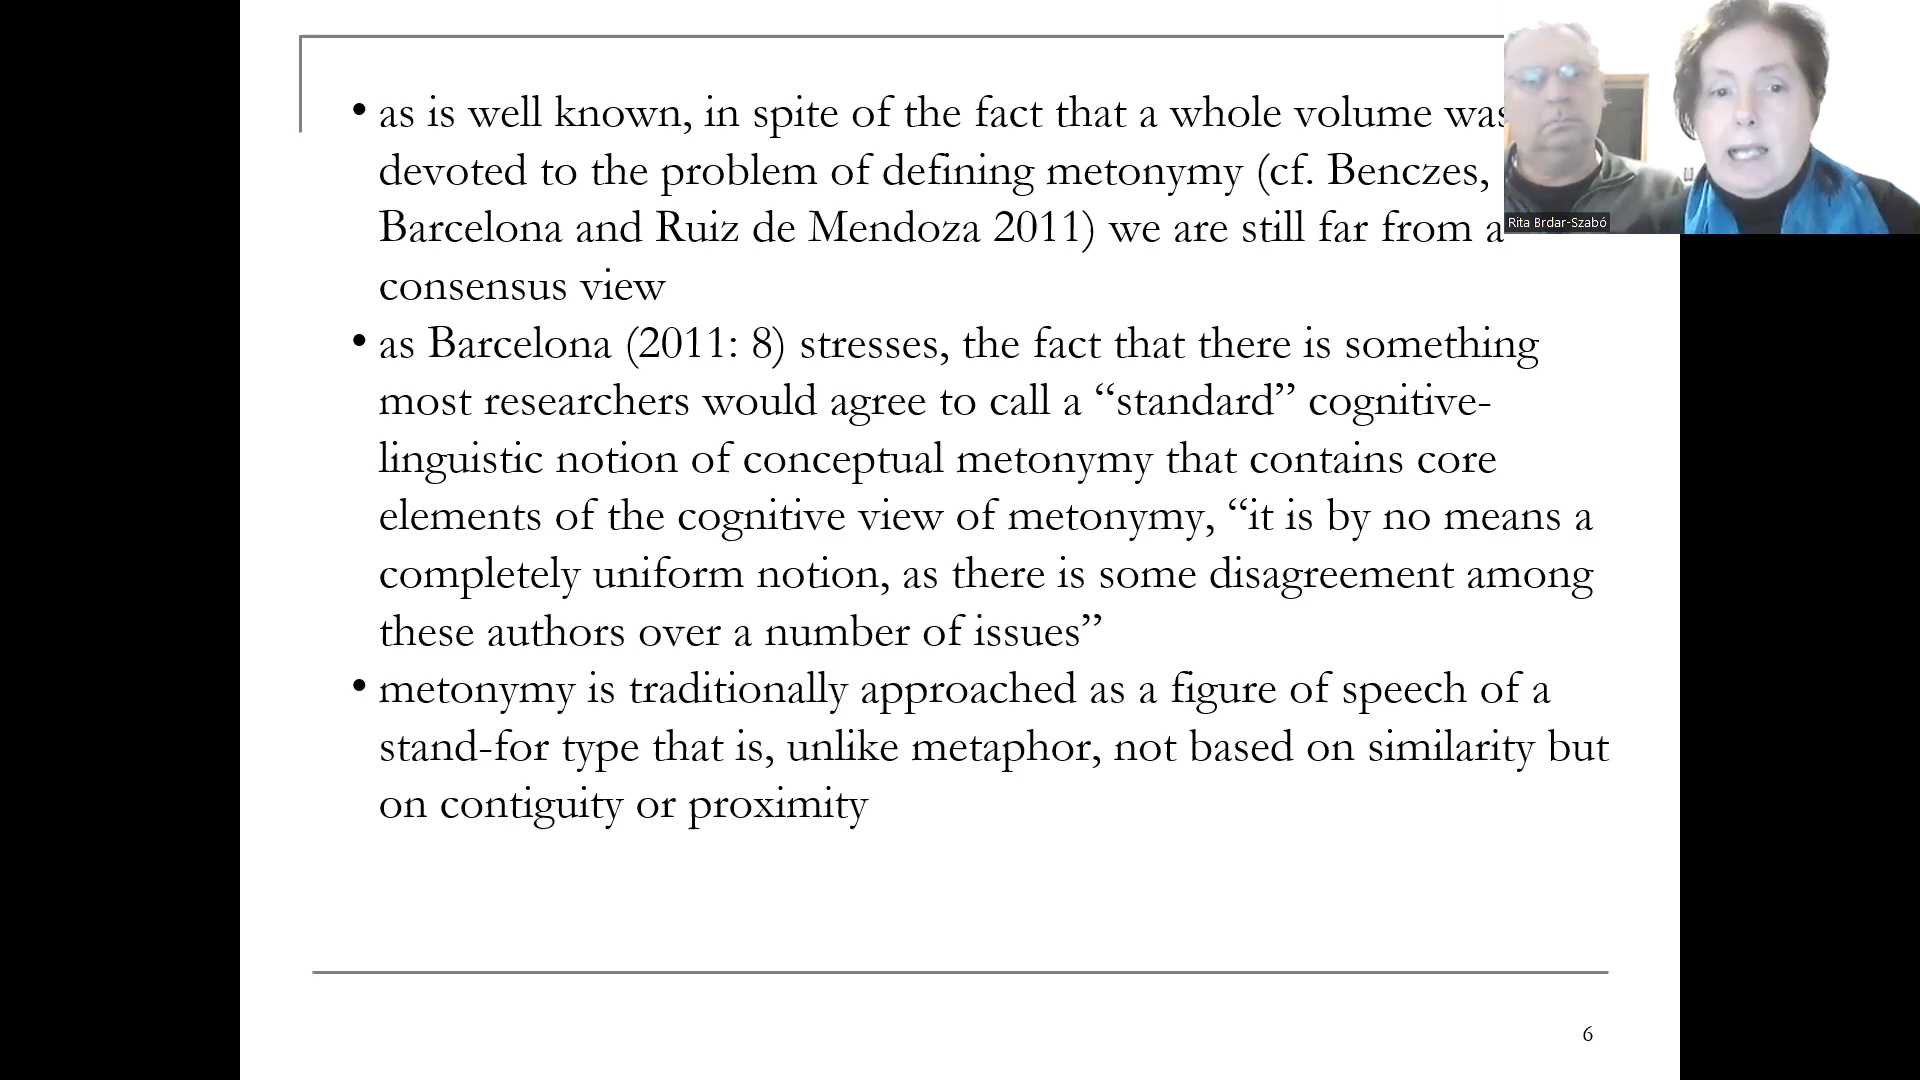 • as is well known, in spite of the fact that a whole volume was
devoted to the problem of defining metonymy (cf. Benczes,
Barcelona and Ruiz de Mendoza 2011) we are still far from a
consensus view
• as Barcelona (2011: 8) stresses, the fact that there is something
most researchers would agree to call a “standard” cognitive-
linguistic notion of conceptual metonymy that contains core
elements of the cognitive view of metonymy, “it is by no means a
completely uniform notion, as there is some disagreement among
these authors over a number of issues”
• metonymy is traditionally approached as a figure of speech of a
stand-for type that is, unlike metaphor, not based on similarity but
on contiguity or proximity
Rita Brdar-Szabó
6